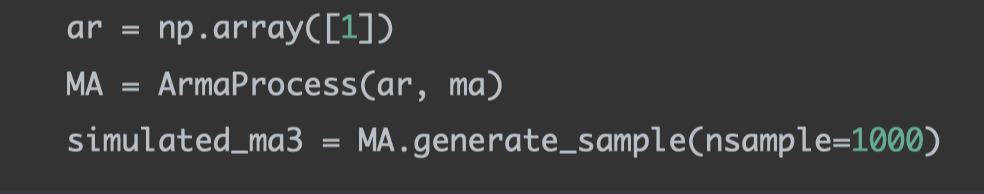 ar = np.array([1])
MA = ArmaProcess(ar, ma)
simulated_ma3 = MA.generate_sample(nsample=1000)